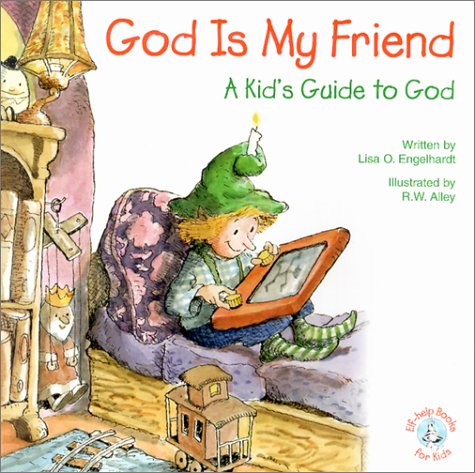 God Is My Friend
A Kid's Guide to God
Written by
Lisa O. Engelhardt
Illustrated by
R.W. Alley
Elf-help Books
for Kids